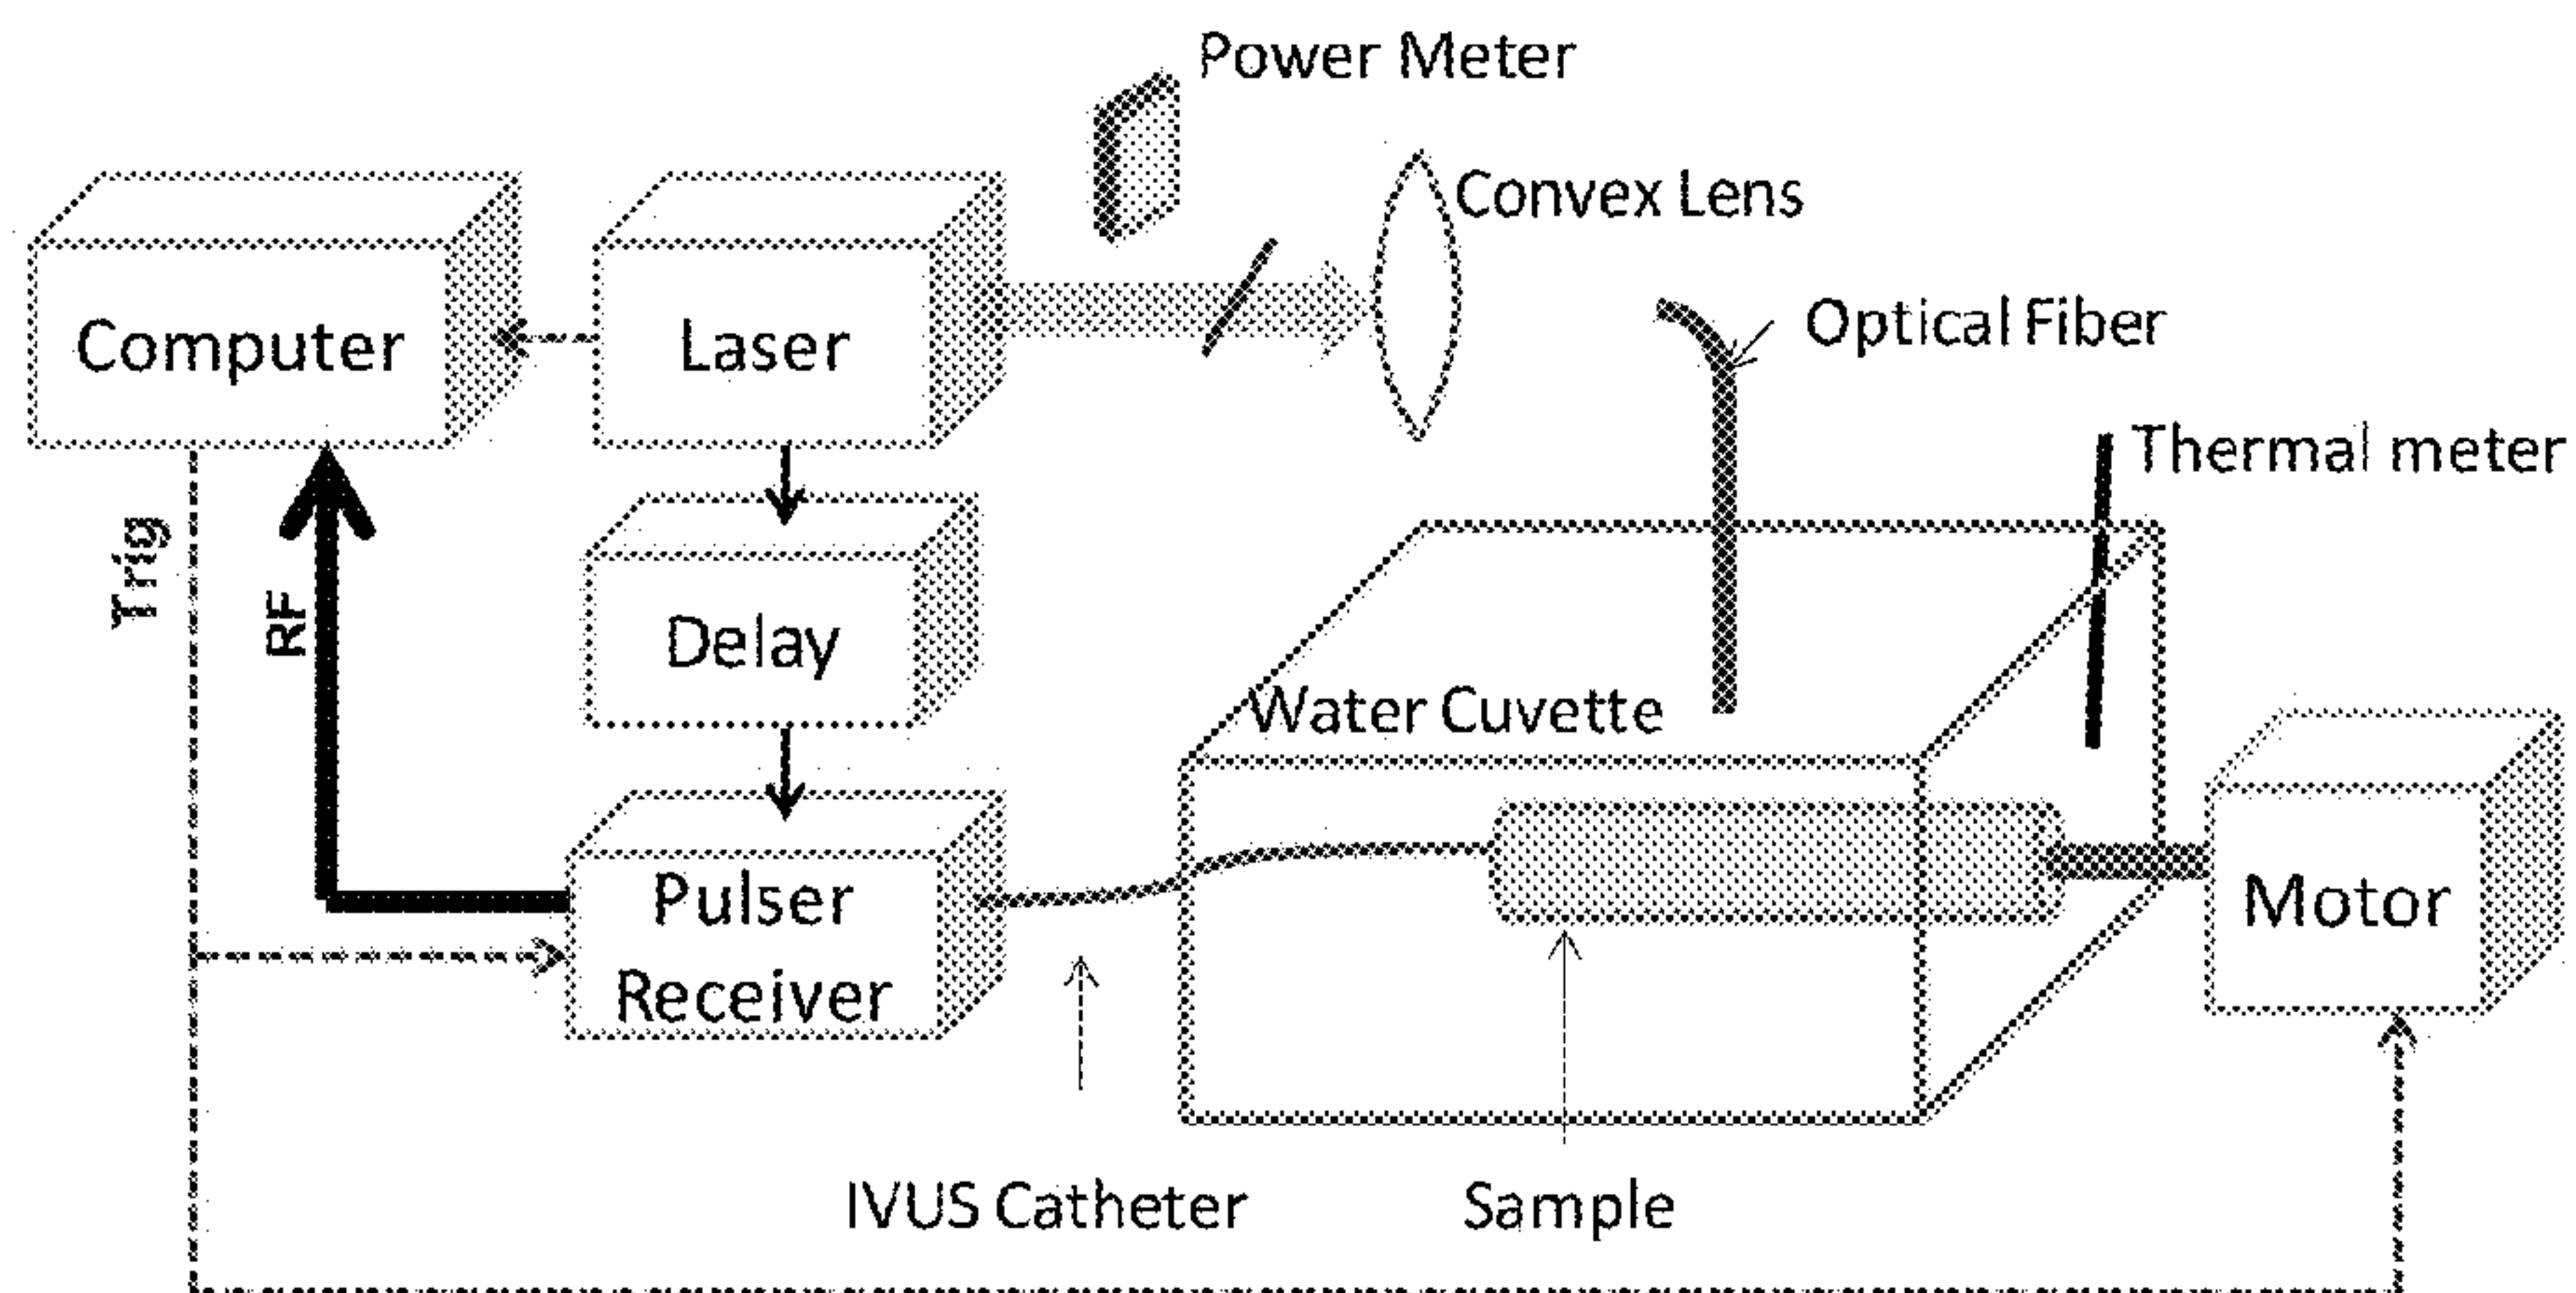 Power Meter
Convex Lens
Computer
Laser
Optical Fiber
Thermal meter
Trig
RF
Delay
Water Cuvette
Pulser
Receiver
Motor
IVUS Catheter
Sample